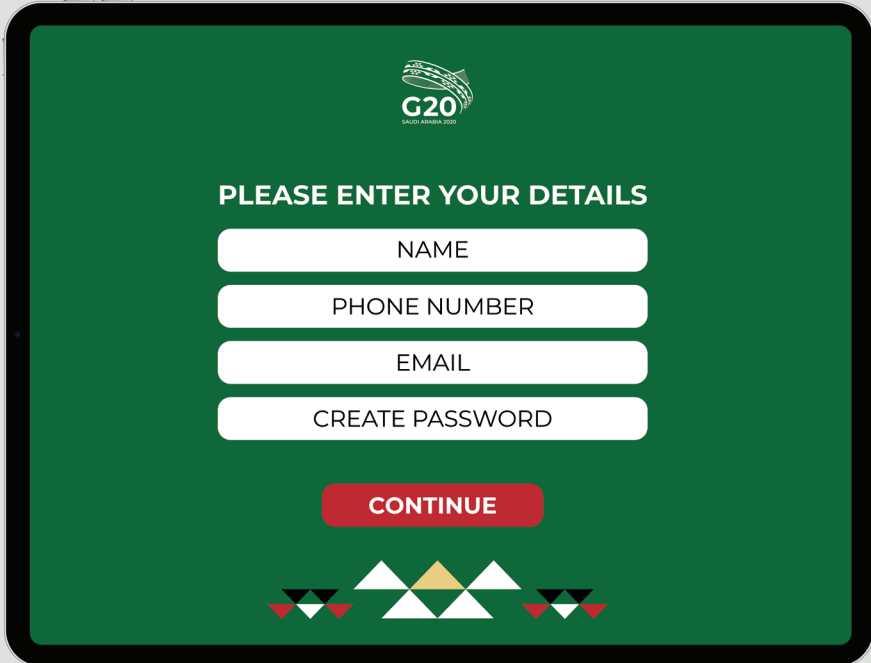 G20
SAUDI ARABIA 2020
PLEASE ENTER YOUR DETAILS
NAME
PHONE NUMBER
EMAIL
CREATE PASSWORD
CONTINUE